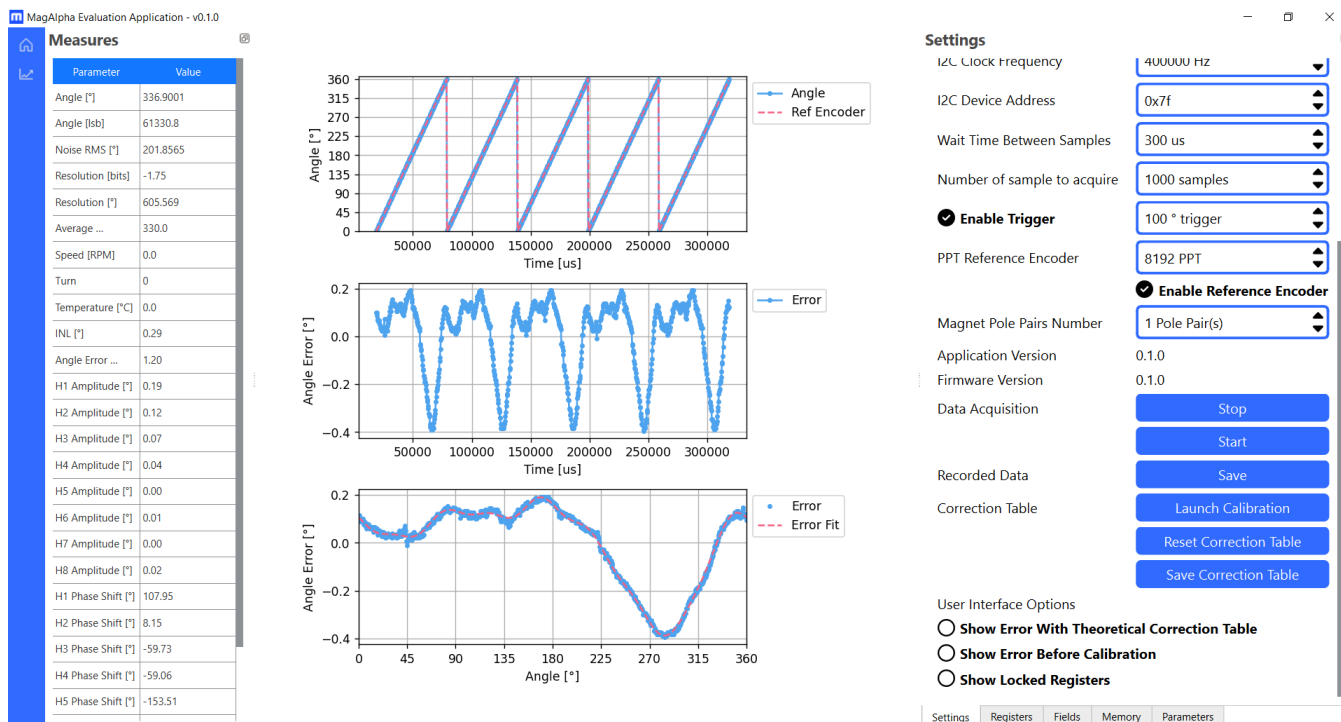 MagAlpha Evaluation Application - v0.1.0
Measures
Parameter Value
Angle [°] 336.9001
Angle [lsb] 61330.8
Noise RMS [°] 201.8565
Resolution [bits] -1.75
Resolution [°] 605.569
Average ... 330.0
Speed [RPM] 0.0
Turn 0
Temperature [°C] 0.0
INL [°] 0.29
Angle Error ... 1.20
H1 Amplitude [°] 0.19
H2 Amplitude [°] 0.12
H3 Amplitude [°] 0.07
H4 Amplitude [°] 0.04
H5 Amplitude [°] 0.00
H6 Amplitude [°] 0.01
H7 Amplitude [°] 0.00
H8 Amplitude [°] 0.02
H1 Phase Shift [°] 107.95
H2 Phase Shift [°] 8.15
H3 Phase Shift [°] -59.73
H4 Phase Shift [°] -59.06
H5 Phase Shift [°] -153.51
360
315
270
225
180
135
90
45
0
Angle [°]
50000 100000 150000 200000 250000 300000
Time [us]
Angle
Ref Encoder
0.2
0.0
−0.2
−0.4
Angle Error [°]
50000 100000 150000 200000 250000 300000
Time [us]
Error
0.2
0.0
−0.2
−0.4
Angle Error [°]
0 45 90 135 180 225 270 315 360
Angle [°]
Error
Error Fit
Settings
I2C Clock Frequency 400000 Hz
I2C Device Address 0x7f
Wait Time Between Samples 300 us
Number of sample to acquire 1000 samples
Enable Trigger 100 ° trigger
PPT Reference Encoder 8192 PPT
Enable Reference Encoder
Magnet Pole Pairs Number 1 Pole Pair(s)
Application Version 0.1.0
Firmware Version 0.1.0
Data Acquisition Stop
Start
Recorded Data Save
Correction Table Launch Calibration
Reset Correction Table
Save Correction Table
User Interface Options
Show Error With Theoretical Correction Table
Show Error Before Calibration
Show Locked Registers
Settings Registers Fields Memory Parameters